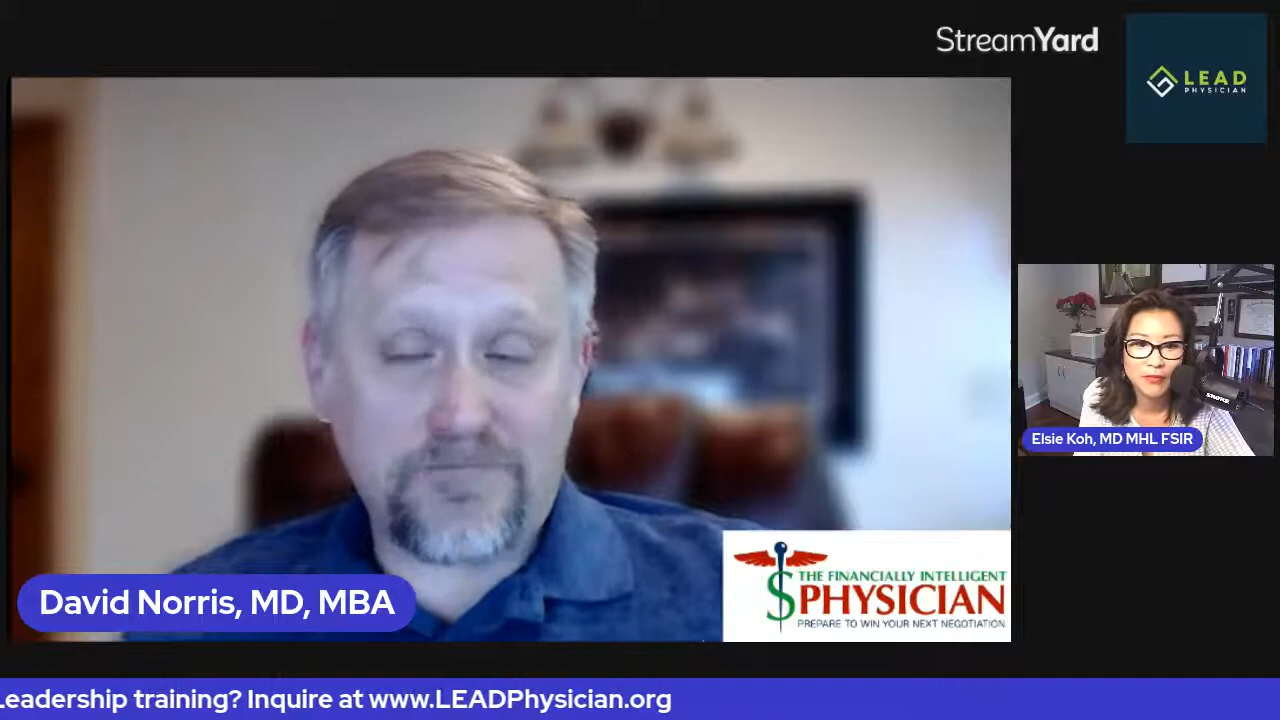 StreamYard
LEAD
PHYSICIAN
SHURE
Elsie Koh, MD MHL FSIR
David Norris, MD, MBA
THE FINANCIALLY INTELLIGENT
$PHYSICIAN
PREPARE TO WIN YOUR NEXT NEGOTIATION
Leadership training? Inquire at www.LEADPhysician.org